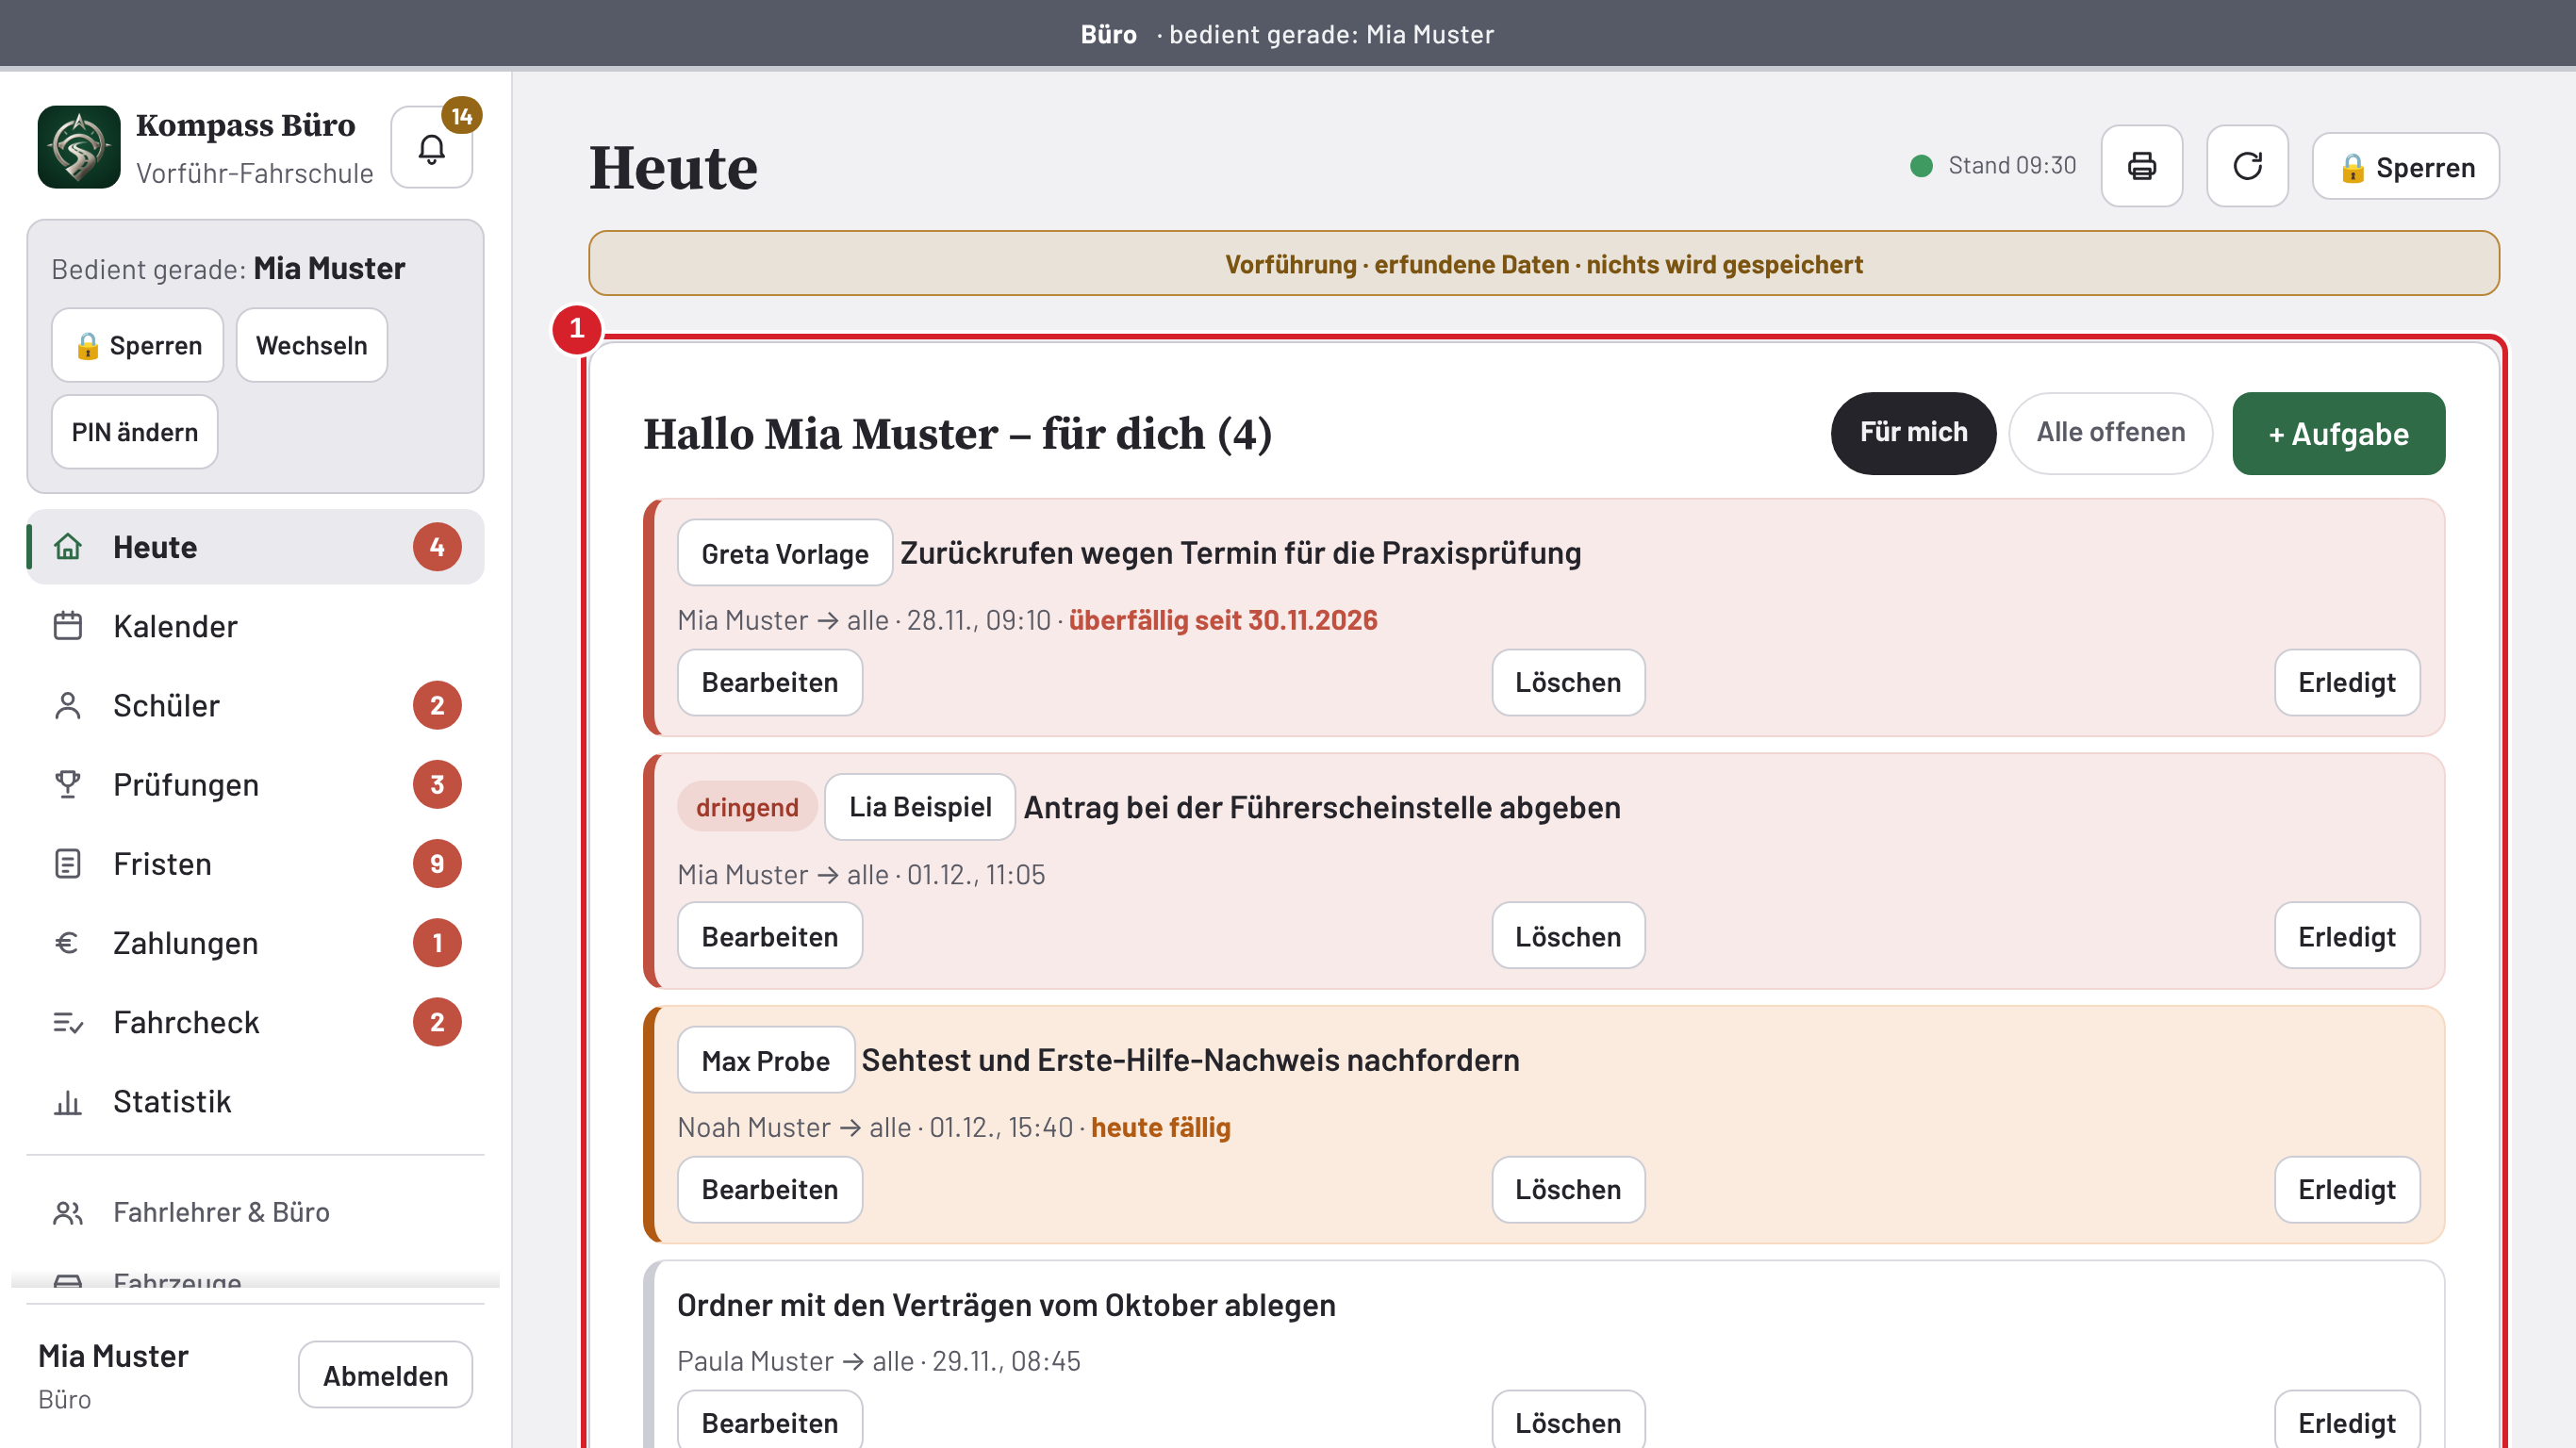 Büro · bedient gerade: Mia Muster
Kompass Büro
Vorführ-Fahrschule
14
Bedient gerade: Mia Muster
🔒 Sperren
Wechseln
PIN ändern
Heute 4
Kalender
Schüler 2
Prüfungen 3
Fristen 9
Zahlungen 1
Fahrcheck 2
Statistik
Fahrlehrer & Büro
Fahrzeuge
Mia Muster
Büro
Abmelden
Heute
Stand 09:30
🔒 Sperren
Vorführung · erfundene Daten · nichts wird gespeichert
1
Hallo Mia Muster – für dich (4)
Für mich
Alle offenen
+ Aufgabe
Greta Vorlage Zurückrufen wegen Termin für die Praxisprüfung
Mia Muster → alle · 28.11., 09:10 · überfällig seit 30.11.2026
Bearbeiten Löschen Erledigt
dringend Lia Beispiel Antrag bei der Führerscheinstelle abgeben
Mia Muster → alle · 01.12., 11:05
Bearbeiten Löschen Erledigt
Max Probe Sehtest und Erste-Hilfe-Nachweis nachfordern
Noah Muster → alle · 01.12., 15:40 · heute fällig
Bearbeiten Löschen Erledigt
Ordner mit den Verträgen vom Oktober ablegen
Paula Muster → alle · 29.11., 08:45
Bearbeiten Löschen Erledigt